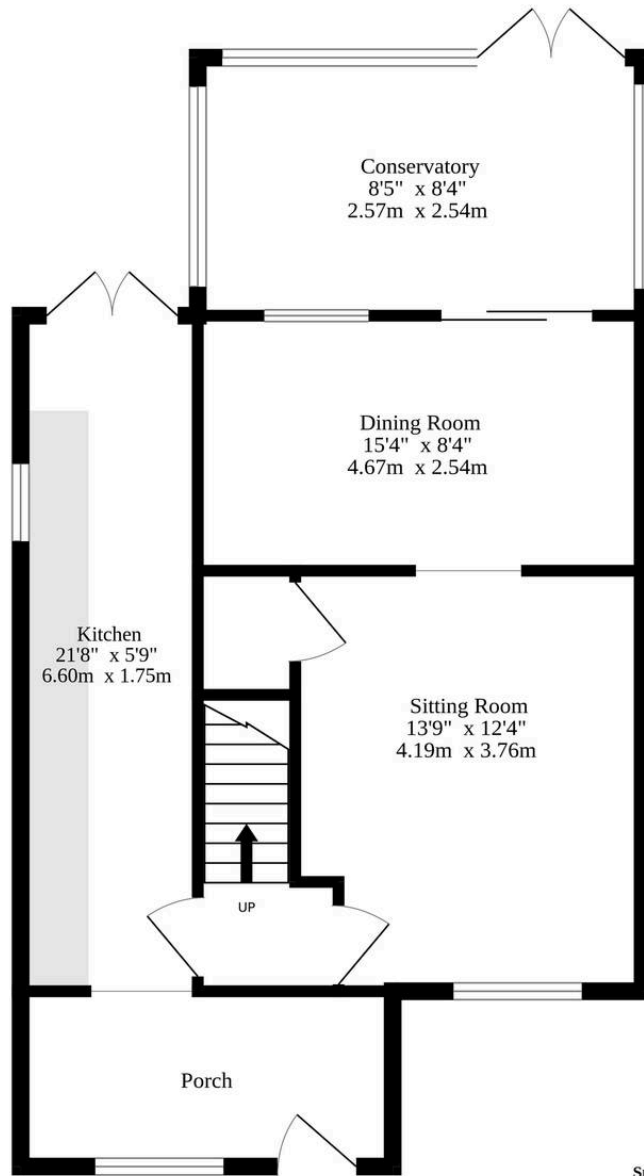 Conservatory
8'5" x 8'4"
2.57m x 2.54m
Dining Room
15'4" x 8'4"
4.67m x 2.54m
Kitchen
21'8" x 5'9"
6.60m x 1.75m
Sitting Room
13'9" x 12'4"
4.19m x 3.76m
UP
Porch